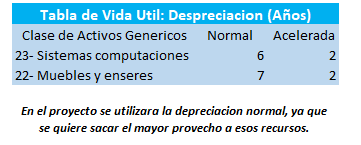 Tabla de Vida Util: Despreciacion (Años)
Clase de Activos Genericos Normal Acelerada
23- Sistemas computaciones 6 2
22- Muebles y enseres 7 2
En el proyecto se utilizara la depreciacion normal, ya que
se quiere sacar el mayor provecho a esos recursos.